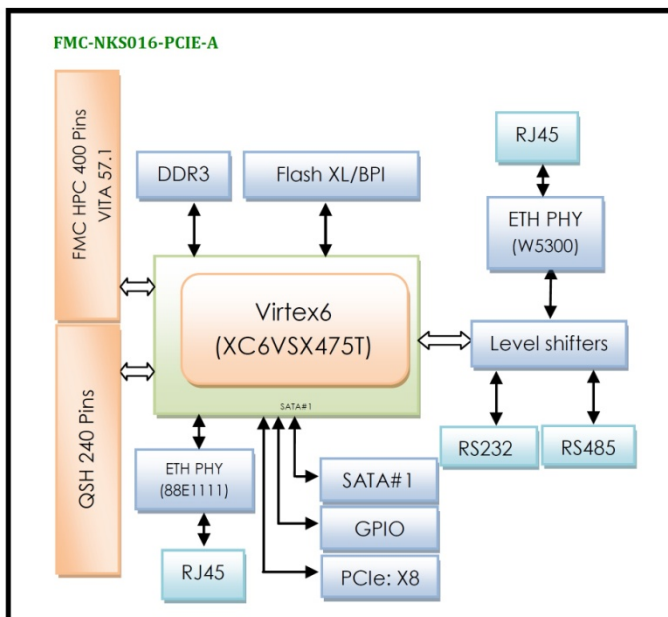 FMC-NKS016-PCIE-A
FMC HPC 400 Pins
VITA 57.1
DDR3
Flash XL/BPI
RJ45
ETH PHY
(W5300)
Virtex6
(XC6VSX475T)
Level shifters
SATA#1
QSH 240 Pins
RS232
RS485
ETH PHY
(88E1111)
SATA#1
GPIO
RJ45
PCIe: X8